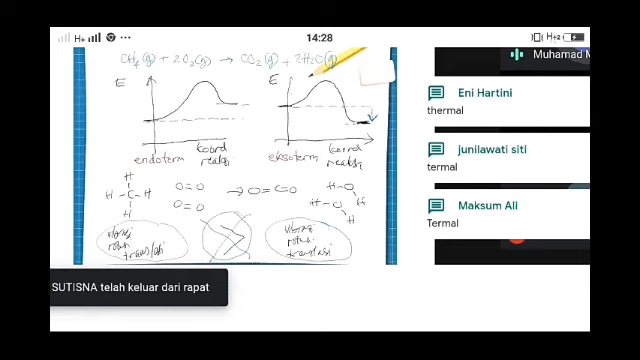 H+
14:28
H+
CH4(g) + 2O2(g) → CO2(g) + 2H2O(g)
E
E
koord
reaksi
koord
reaksi
endoterm
eksoterm
H
H-C-H
H
O=O
O=O
→ O=C=O
H-O
H
H-O
H
vibrasi
rotasi
translasi
>
vibrasi
rotasi
translasi
SUTISNA telah keluar dari rapat
Muhamad M
Eni Hartini
thermal
junilawati siti
termal
Maksum Ali
Termal